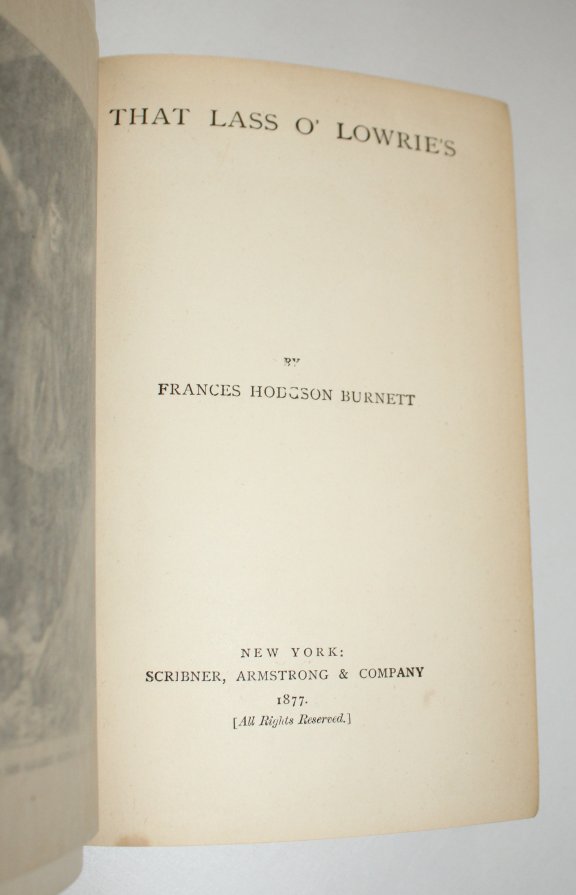 THAT LASS O' LOWRIE'S
BY
FRANCES HODGSON BURNETT
NEW YORK:
SCRIBNER, ARMSTRONG & COMPANY
1877.
[All Rights Reserved.]